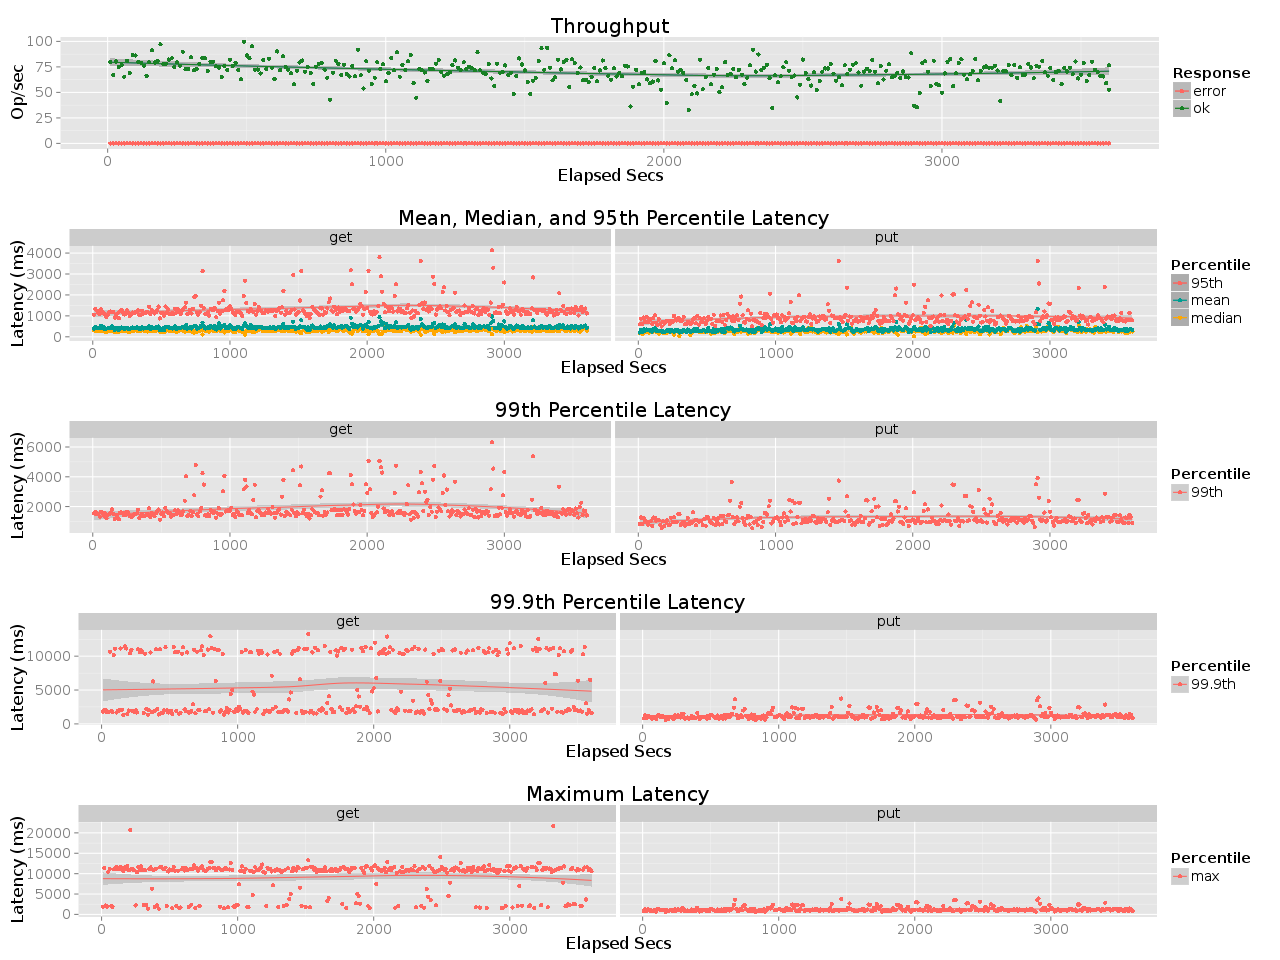 Throughput
100
75
50
25
0
Op/sec
0 1000 2000 3000
Elapsed Secs
Response
error
ok
Mean, Median, and 95th Percentile Latency
get put
4000
3000
2000
1000
0
Latency (ms)
0 1000 2000 3000 0 1000 2000 3000
Elapsed Secs
Percentile
95th
mean
median
99th Percentile Latency
get put
6000
4000
2000
Latency (ms)
0 1000 2000 3000 0 1000 2000 3000
Elapsed Secs
Percentile
99th
99.9th Percentile Latency
get put
10000
5000
0
Latency (ms)
0 1000 2000 3000 0 1000 2000 3000
Elapsed Secs
Percentile
99.9th
Maximum Latency
get put
20000
15000
10000
5000
0
Latency (ms)
0 1000 2000 3000 0 1000 2000 3000
Elapsed Secs
Percentile
max